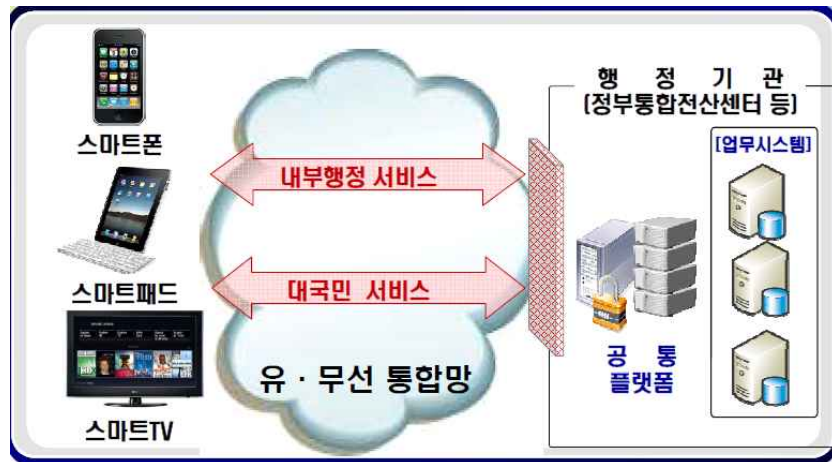 스마트폰
스마트패드
스마트TV
내부행정 서비스
대국민 서비스
유 · 무선 통합망
행 정 기 관
(정부통합전산센터 등)
[업무시스템]
공 통
플랫폼